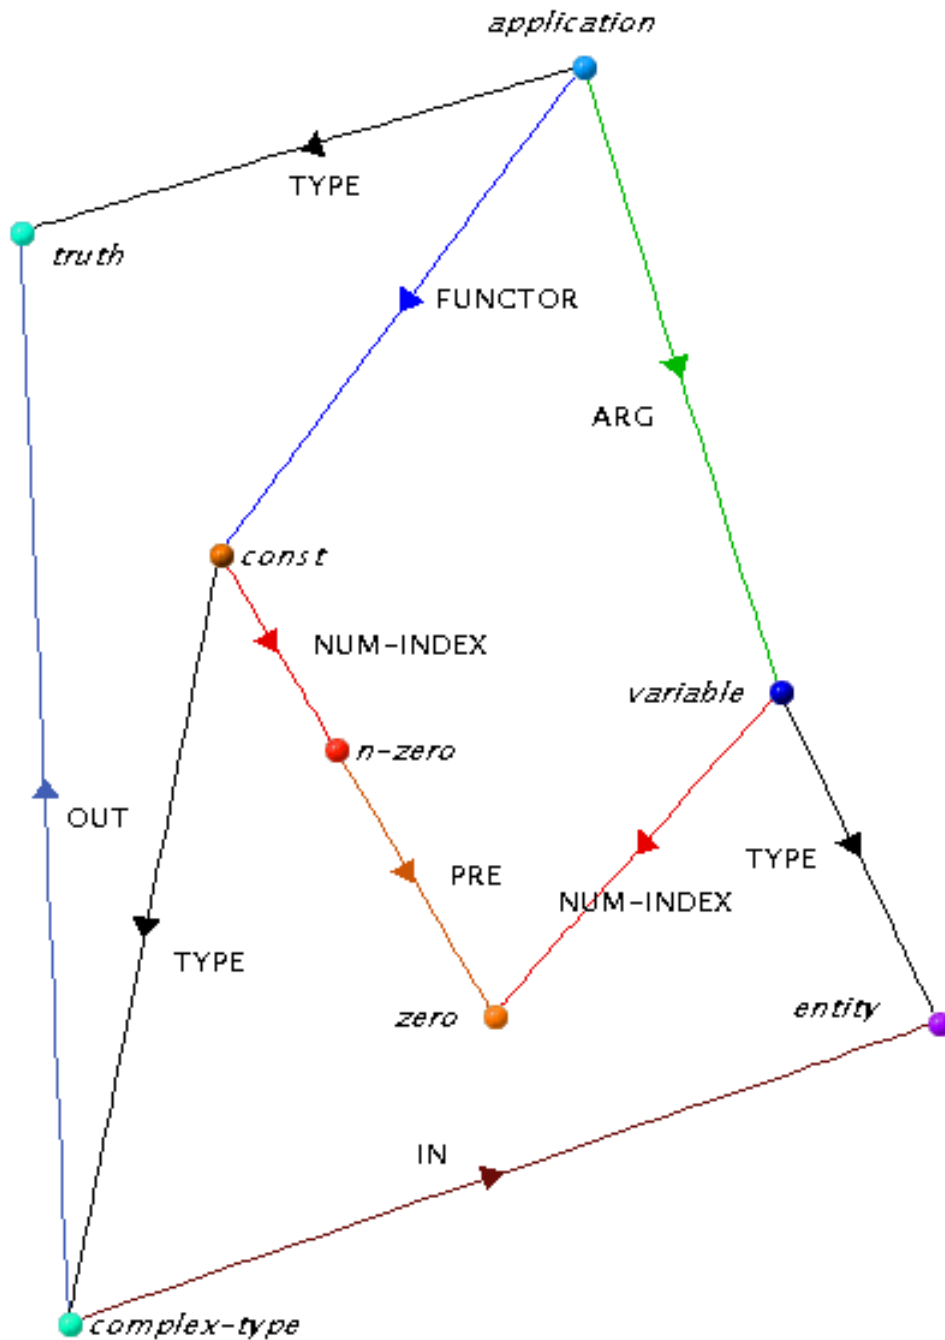 application
TYPE
truth
FUNCTOR
ARG
const
NUM-INDEX
variable
n-zero
OUT
PRE
TYPE
NUM-INDEX
TYPE
zero
entity
IN
complex-type